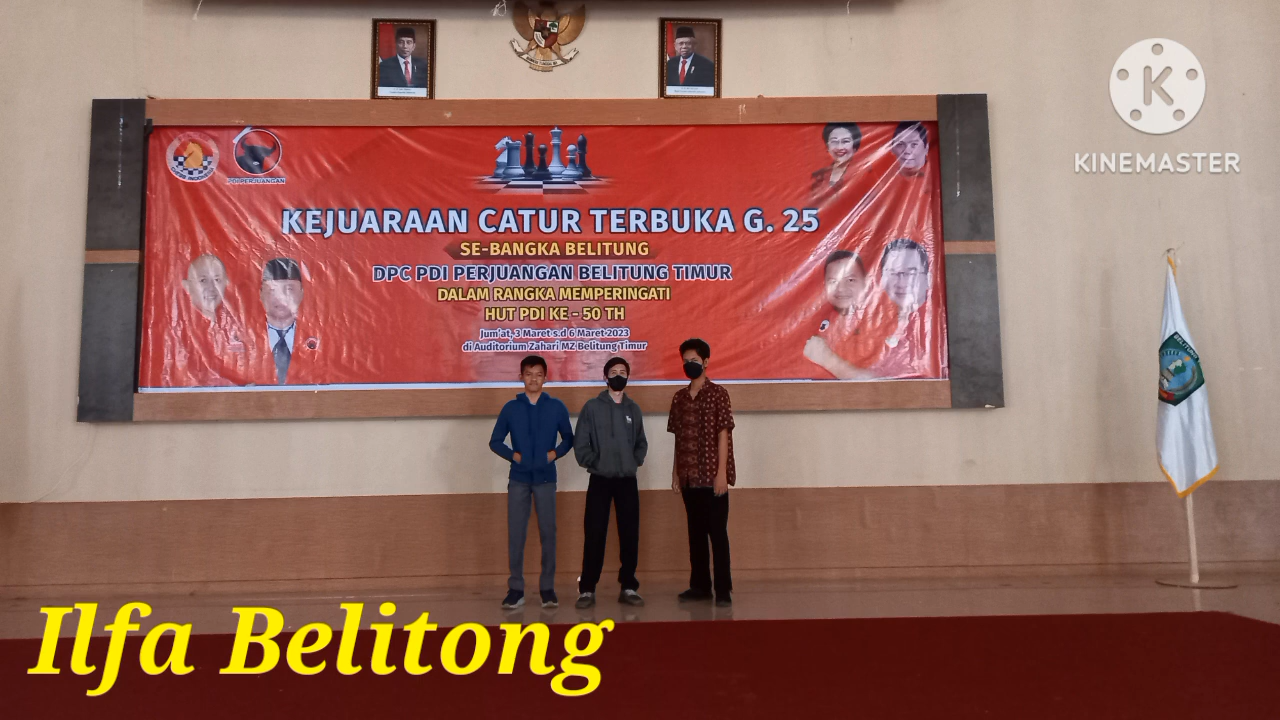 K
KINEMASTER
PDI PERJUANGAN
KEJUARAAN CATUR TERBUKA G. 25
SE-BANGKA BELITUNG
DPC PDI PERJUANGAN BELITUNG TIMUR
DALAM RANGKA MEMPERINGATI
HUT PDI KE - 50 TH
Jum'at, 3 Maret s.d 6 Maret 2023
di Auditorium Zahari MZ Belitung Timur
BELITUNG
Ilfa Belitong